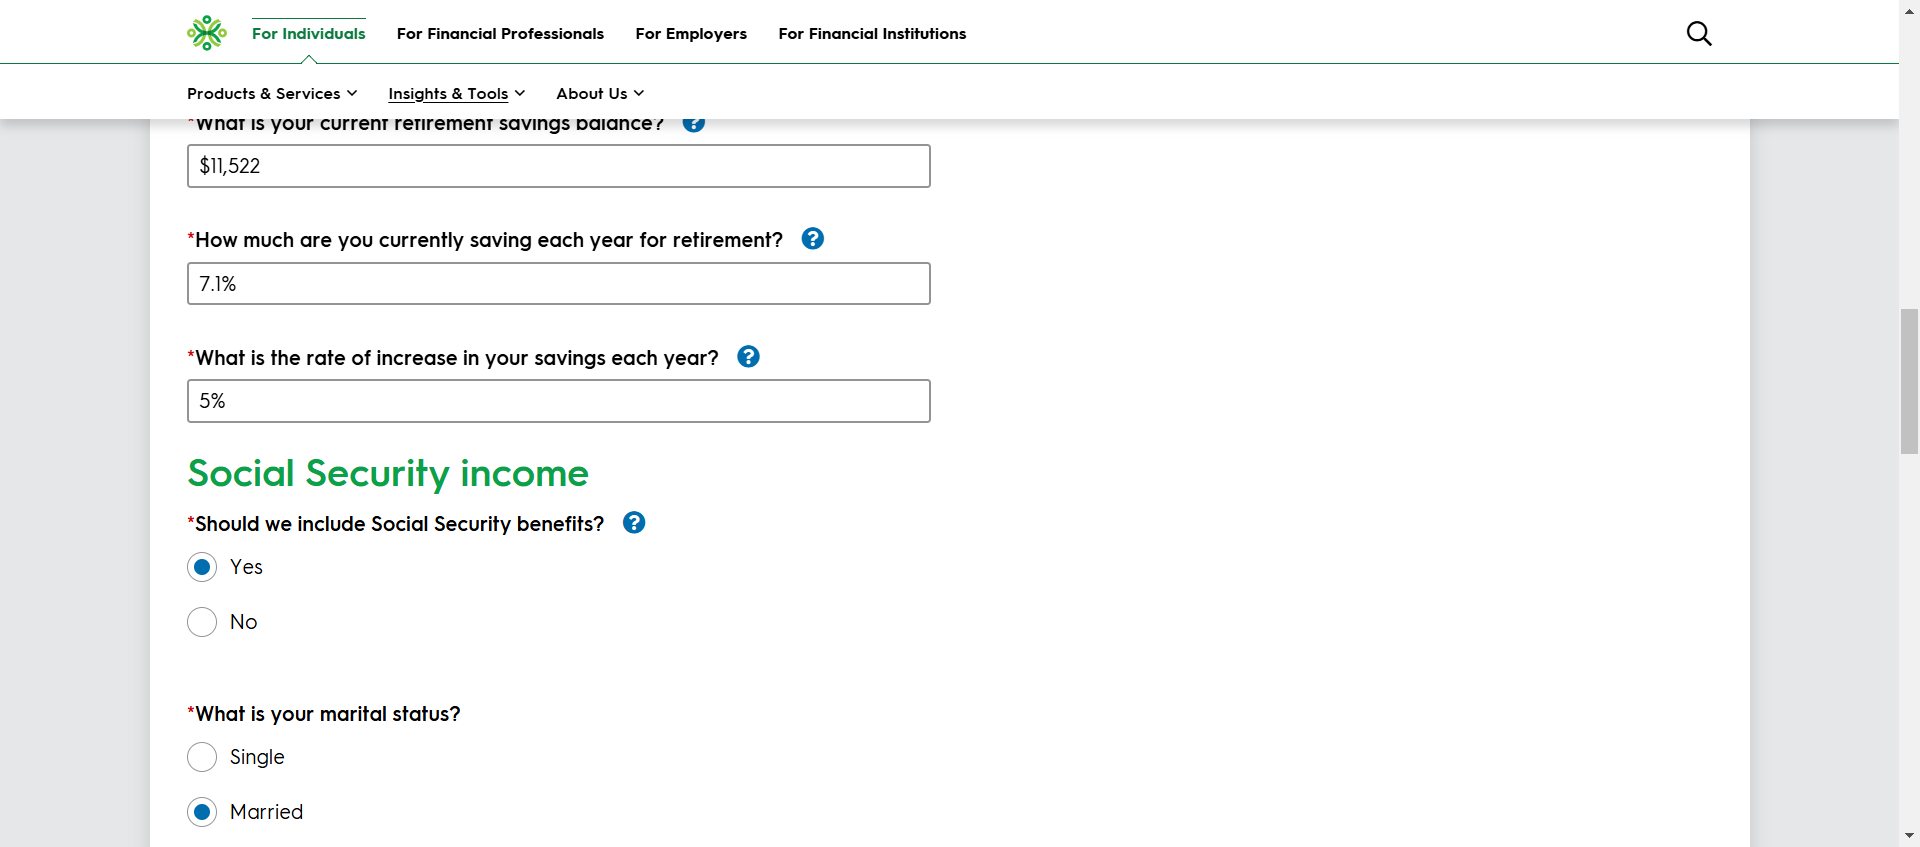 For Individuals
For Financial Professionals
For Employers
For Financial Institutions
Products & Services
Insights & Tools
About Us
*What is your current retirement savings balance? ?
$11,522
*How much are you currently saving each year for retirement? ?
7.1%
*What is the rate of increase in your savings each year? ?
5%
Social Security income
*Should we include Social Security benefits? ?
Yes
No
*What is your marital status?
Single
Married